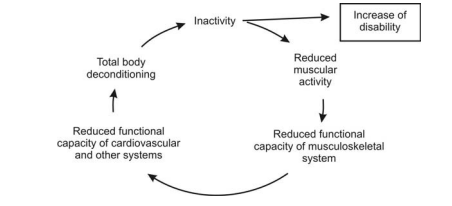 Inactivity
Increase of
disability
Reduced
muscular
activity
Reduced functional
capacity of musculoskeletal
system
Reduced functional
capacity of cardiovascular
and other systems
Total body
deconditioning